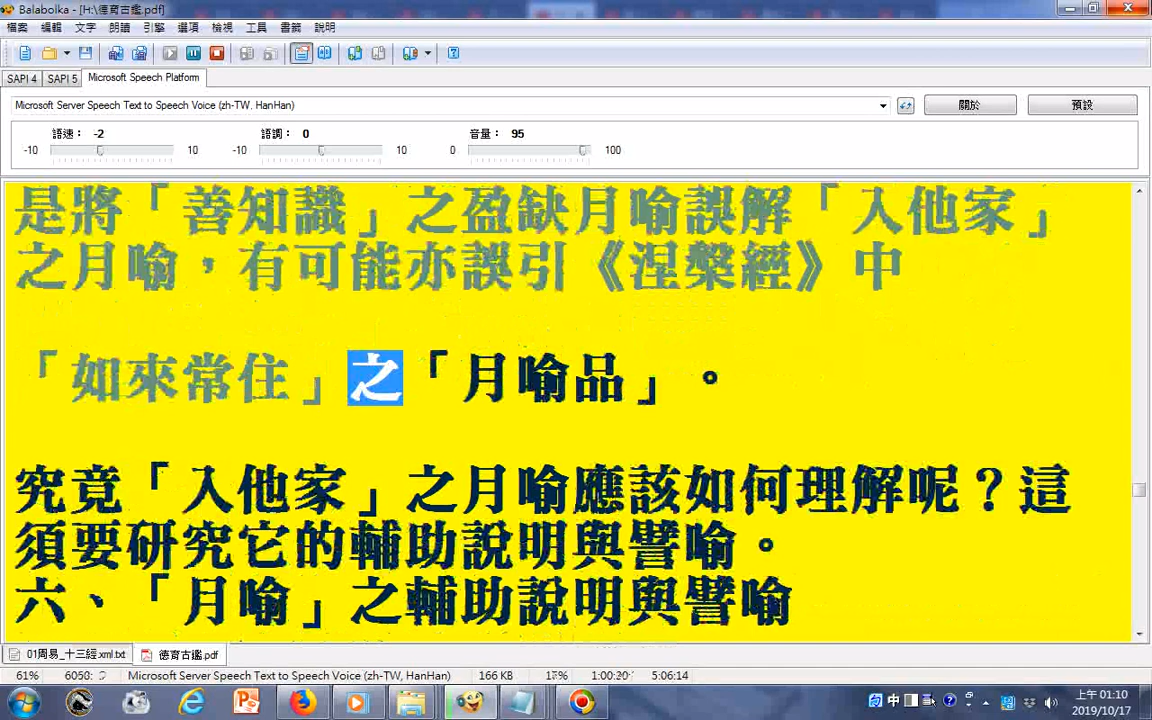 Balabolka - [H:\德育古鑑.pdf]
檔案 編輯 文字 朗讀 引擎 選項 檢視 工具 書籤 說明
SAPI 4 SAPI 5 Microsoft Speech Platform
Microsoft Server Speech Text to Speech Voice (zh-TW, HanHan) 關於 預設
語速： -2 語調： 0 音量： 95
-10 10 -10 10 0 100
是將「善知識」之盈缺月喻誤解「入他家」
之月喻，有可能亦誤引《涅槃經》中
「如來常住」之「月喻品」。
究竟「入他家」之月喻應該如何理解呢？這
須要研究它的輔助說明與譬喻。
六、「月喻」之輔助說明與譬喻
01周易_十三經.xml.txt 德育古鑑.pdf
61% Microsoft Server Speech Text to Speech Voice (zh-TW, HanHan) 166 KB 17% 1:00:20 5:06:14
中 上午 01:10
2019/10/17